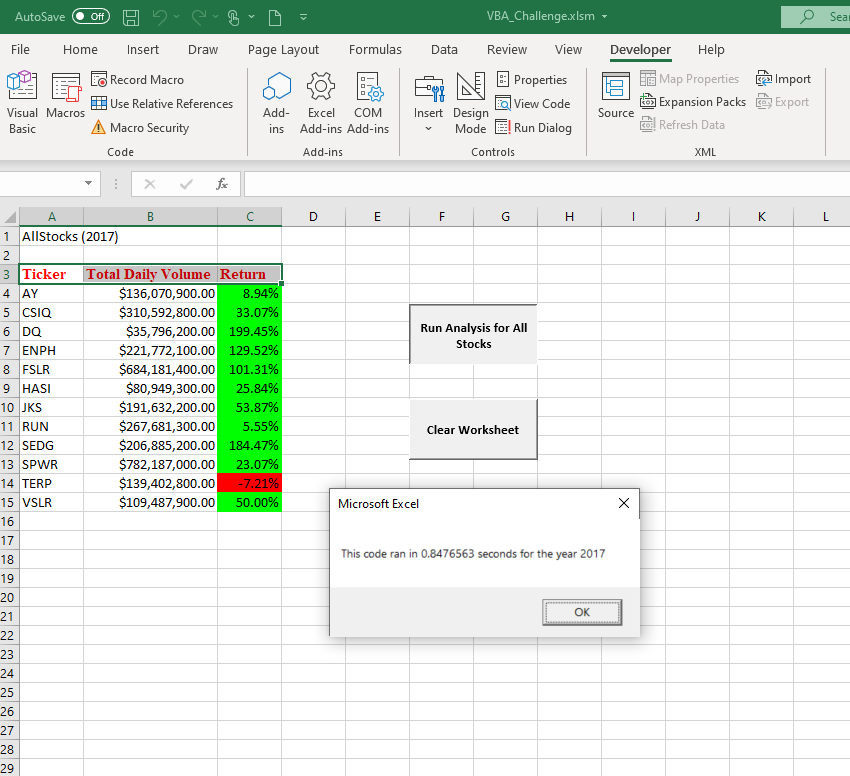 AutoSave Off VBA_Challenge.xlsm
File Home Insert Draw Page Layout Formulas Data Review View Developer Help
Visual Basic
Macros
Record Macro
Use Relative References
Macro Security
Code
Add-ins
Excel Add-ins
COM Add-ins
Add-ins
Insert
Design Mode
Properties
View Code
Run Dialog
Controls
Source
Map Properties
Expansion Packs
Refresh Data
Import
Export
XML
fx
A B C D E F G H I J K L
1 AllStocks (2017)
2
3 Ticker Total Daily Volume Return
4 AY $136,070,900.00 8.94%
5 CSIQ $310,592,800.00 33.07%
6 DQ $35,796,200.00 199.45%
7 ENPH $221,772,100.00 129.52%
8 FSLR $684,181,400.00 101.31%
9 HASI $80,949,300.00 25.84%
10 JKS $191,632,200.00 53.87%
11 RUN $267,681,300.00 5.55%
12 SEDG $206,885,200.00 184.47%
13 SPWR $782,187,000.00 23.07%
14 TERP $139,402,800.00 -7.21%
15 VSLR $109,487,900.00 50.00%
16
17
18
19
20
21
22
23
24
25
26
27
28
29
Run Analysis for All
Stocks
Clear Worksheet
Microsoft Excel
This code ran in 0.8476563 seconds for the year 2017
OK